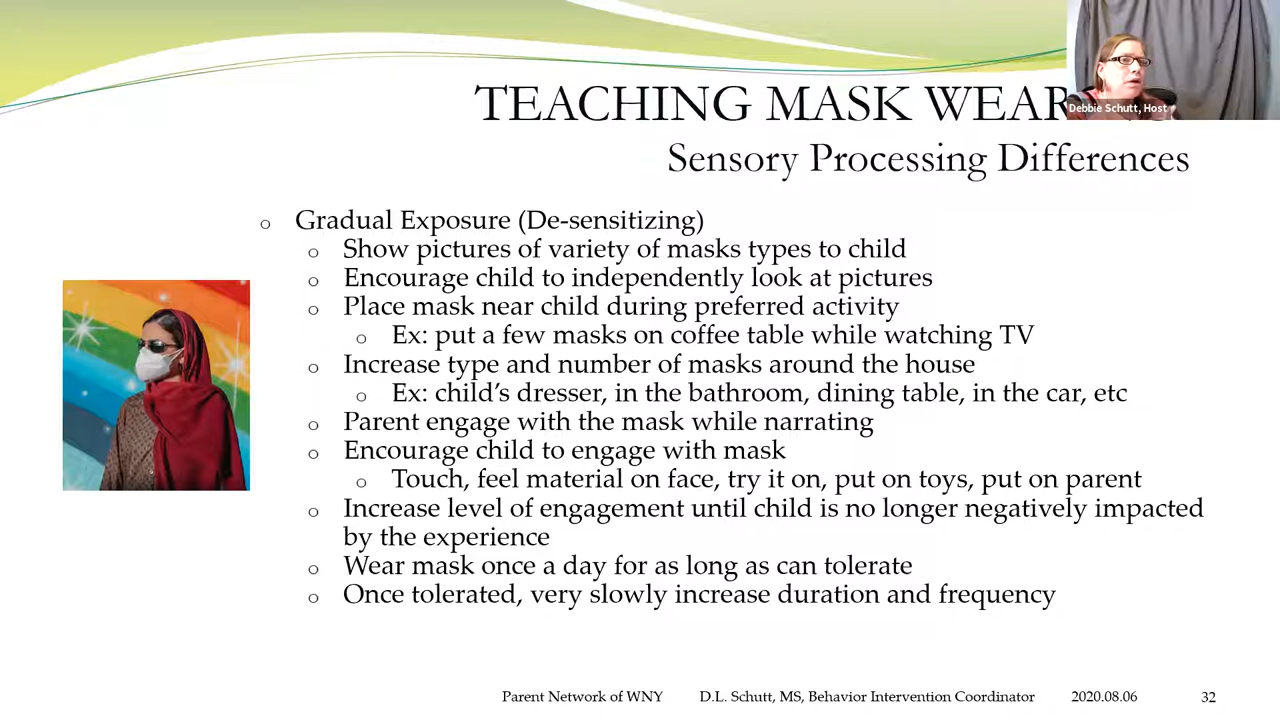 TEACHING MASK WEAR
Debbie Schutt, Host
Sensory Processing Differences
o Gradual Exposure (De-sensitizing)
o Show pictures of variety of masks types to child
o Encourage child to independently look at pictures
o Place mask near child during preferred activity
o Ex: put a few masks on coffee table while watching TV
o Increase type and number of masks around the house
o Ex: child’s dresser, in the bathroom, dining table, in the car, etc
o Parent engage with the mask while narrating
o Encourage child to engage with mask
o Touch, feel material on face, try it on, put on toys, put on parent
o Increase level of engagement until child is no longer negatively impacted
by the experience
o Wear mask once a day for as long as can tolerate
o Once tolerated, very slowly increase duration and frequency
Parent Network of WNY D.L. Schutt, MS, Behavior Intervention Coordinator 2020.08.06 32